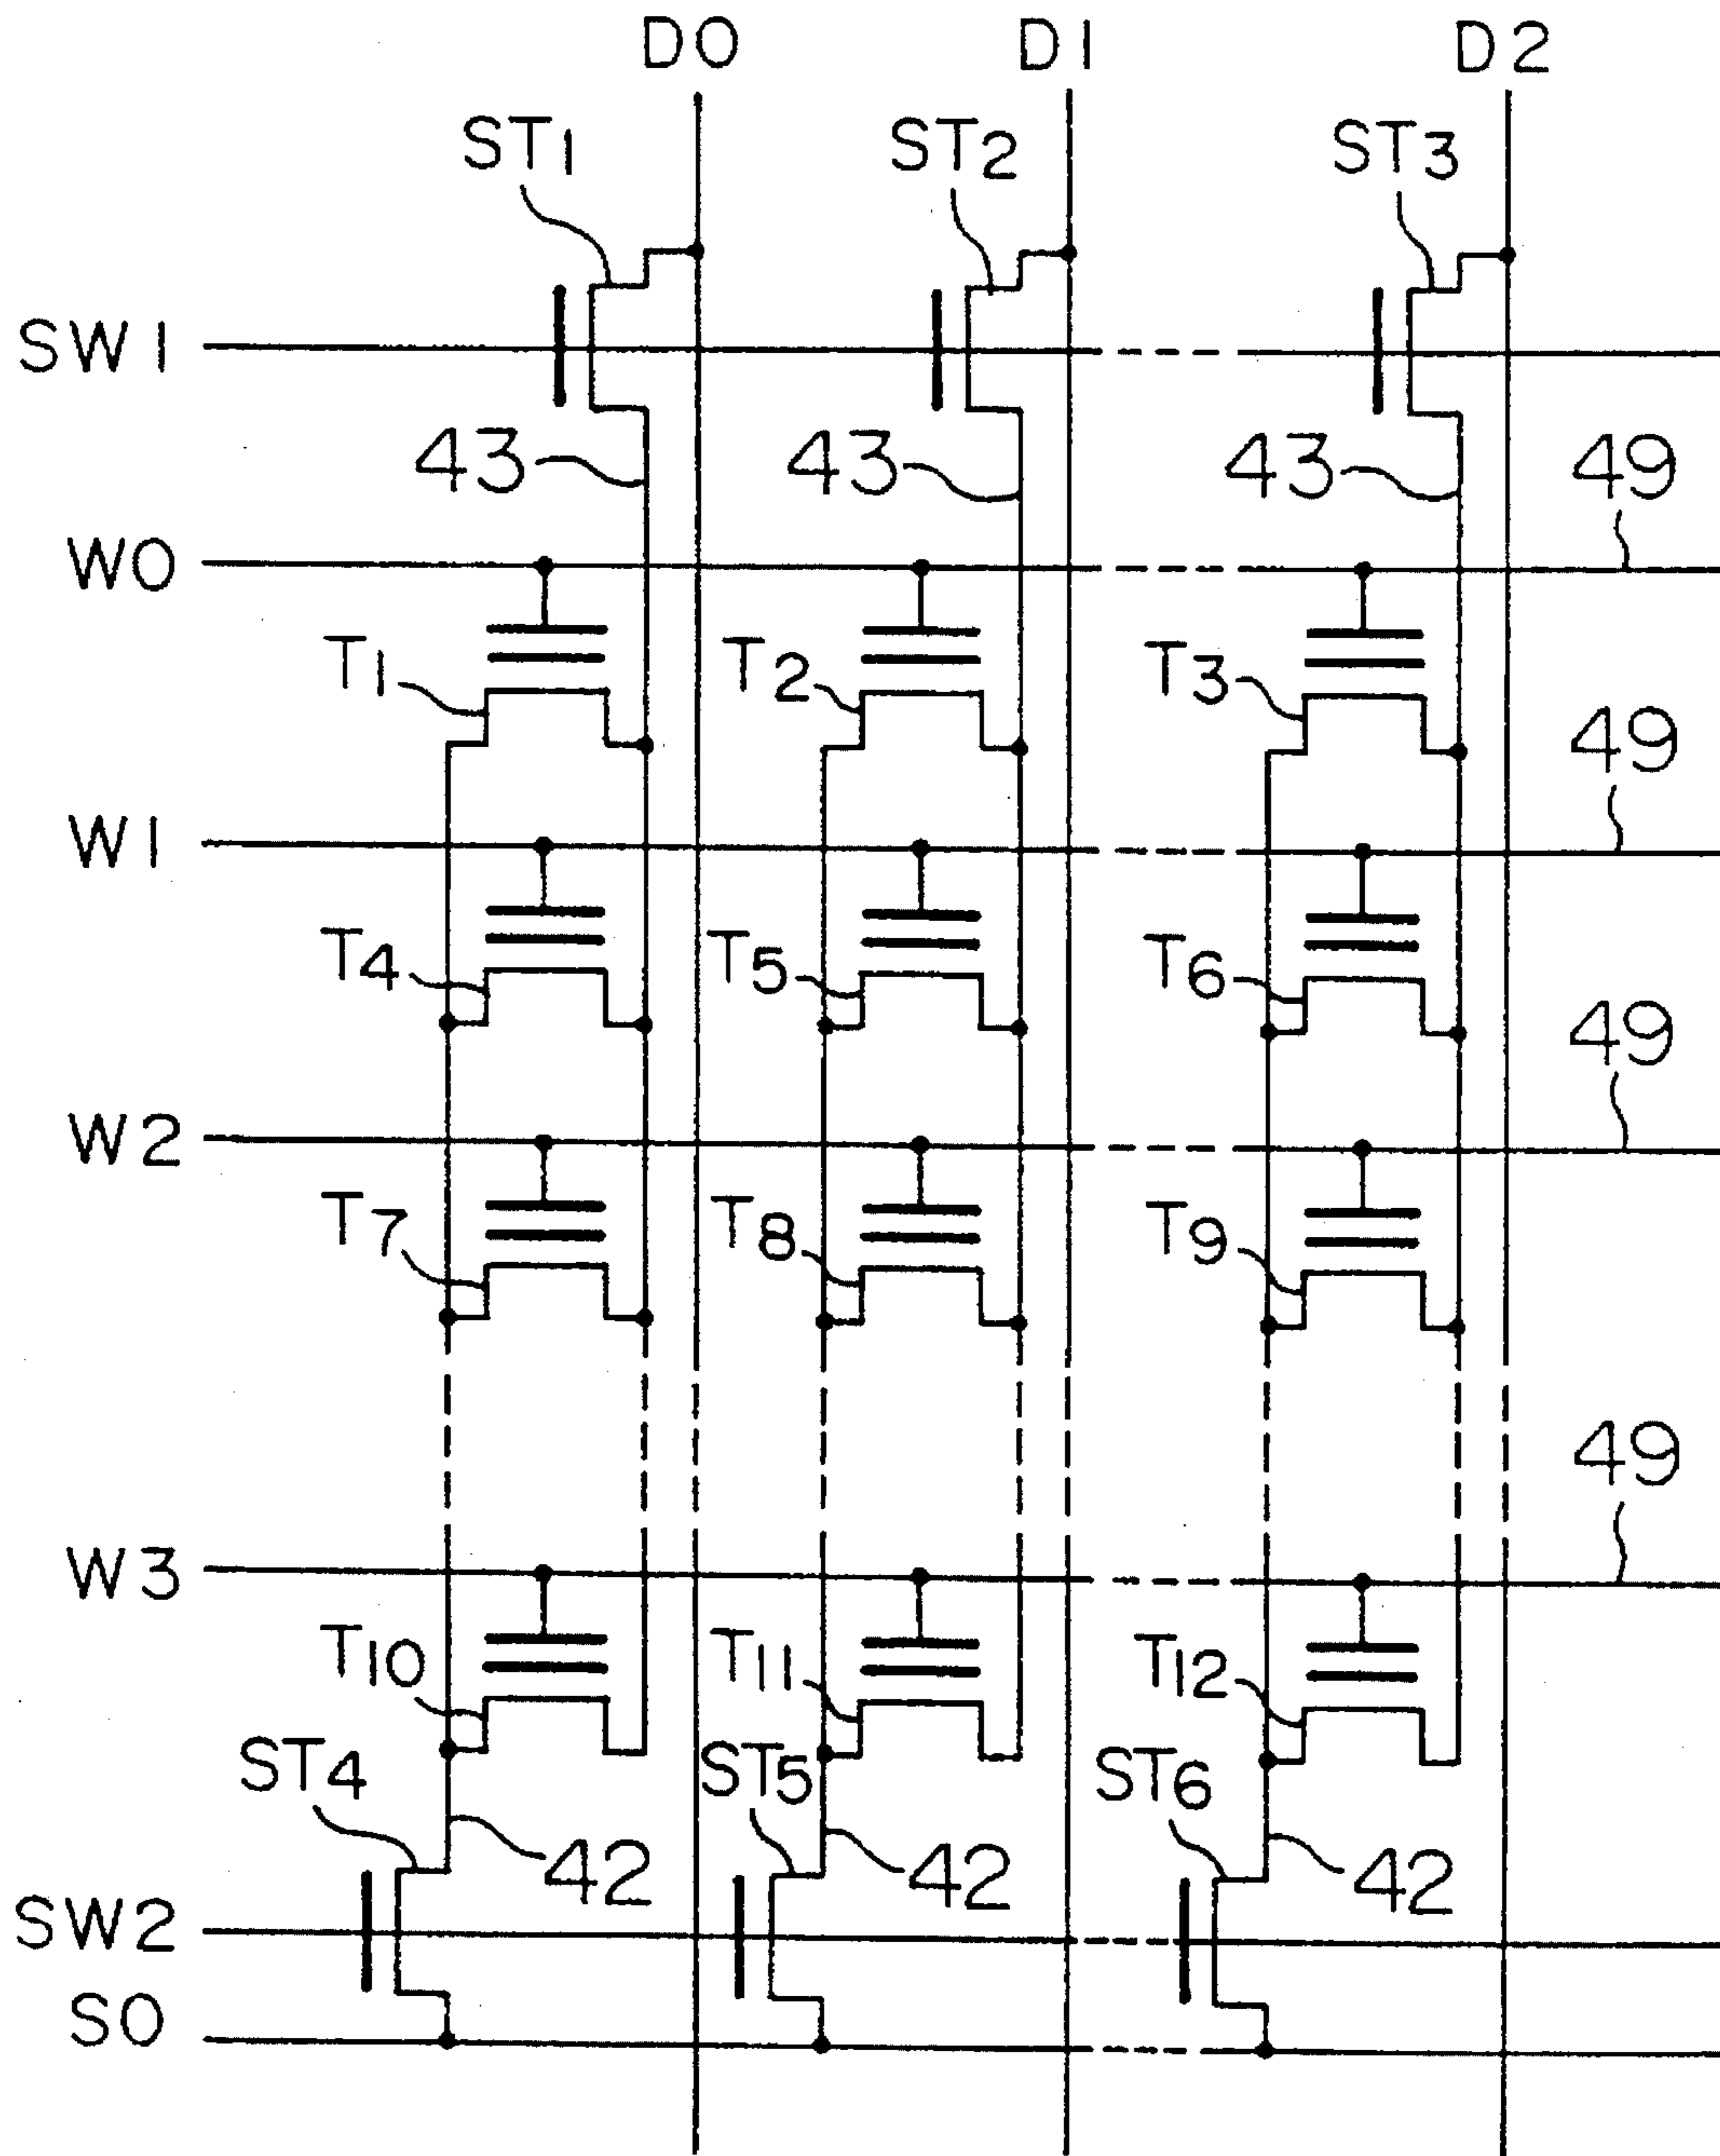 D0 D1 D2
ST1 ST2 ST3
SW1
43 43 43 49
W0
T1 T2 T3
49
W1
T4 T5 T6
49
W2
T7 T8 T9
49
W3
T10 T11 T12
ST4 ST5 ST6
42 42 42
SW2
S0